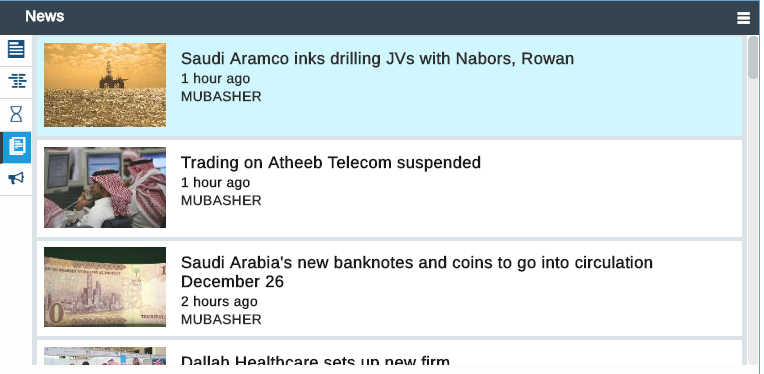 News
Saudi Aramco inks drilling JVs with Nabors, Rowan
1 hour ago
MUBASHER
Trading on Atheeb Telecom suspended
1 hour ago
MUBASHER
Saudi Arabia's new banknotes and coins to go into circulation
December 26
2 hours ago
MUBASHER
Dallah Healthcare sets up new firm